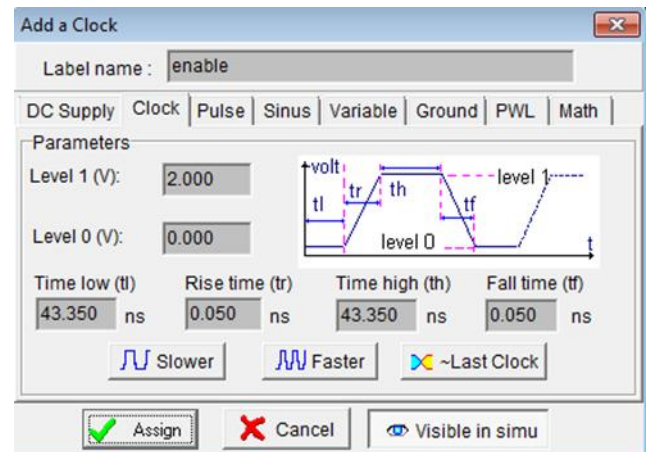 Add a Clock
Label name : enable
DC Supply Clock Pulse Sinus Variable Ground PWL Math
Parameters
Level 1 (V): 2.000
Level 0 (V): 0.000
volt
tl tr th tf
level 1
level 0
t
Time low (tl) Rise time (tr) Time high (th) Fall time (tf)
43.350 ns 0.050 ns 43.350 ns 0.050 ns
Slower Faster ~Last Clock
Assign Cancel Visible in simu